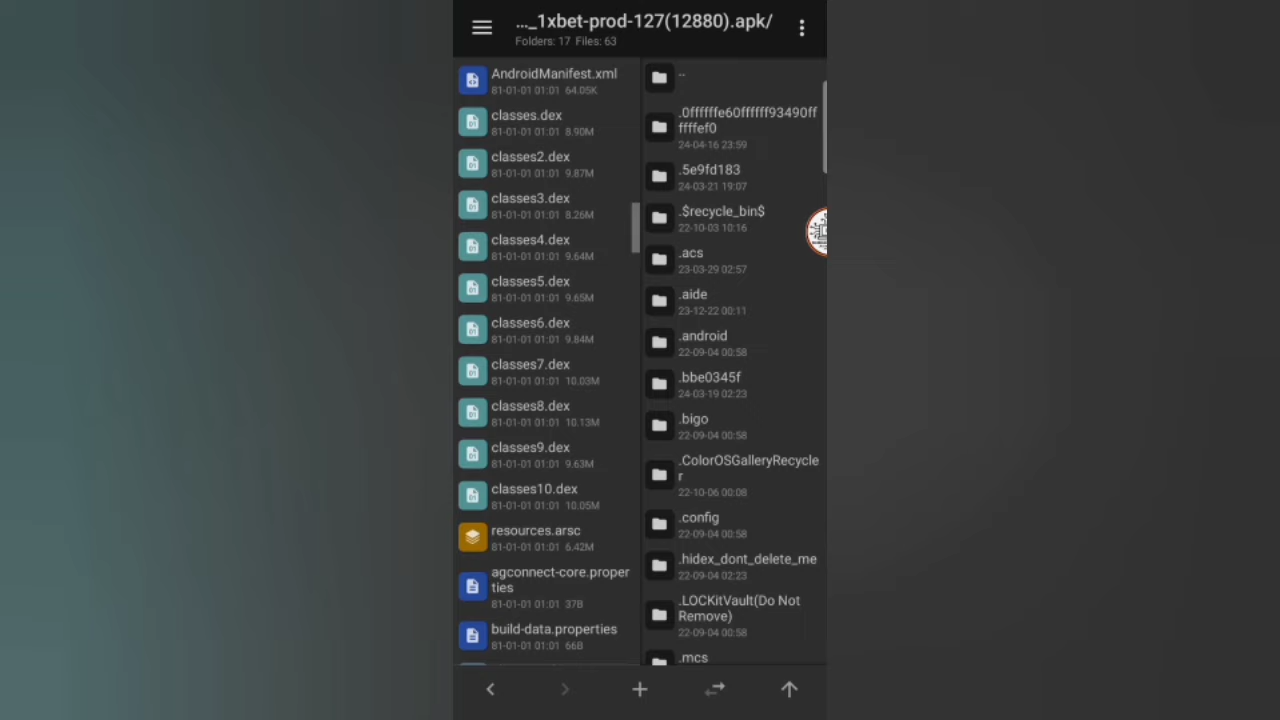 ..._1xbet-prod-127(12880).apk/
Folders: 17 Files: 63
AndroidManifest.xml
81-01-01 01:01 64.05K
classes.dex
81-01-01 01:01 8.90M
classes2.dex
81-01-01 01:01 9.87M
classes3.dex
81-01-01 01:01 8.26M
classes4.dex
81-01-01 01:01 9.64M
classes5.dex
81-01-01 01:01 9.65M
classes6.dex
81-01-01 01:01 9.84M
classes7.dex
81-01-01 01:01 10.03M
classes8.dex
81-01-01 01:01 10.13M
classes9.dex
81-01-01 01:01 9.63M
classes10.dex
81-01-01 01:01 10.05M
resources.arsc
81-01-01 01:01 6.42M
agconnect-core.proper
ties
81-01-01 01:01 37B
build-data.properties
81-01-01 01:01 66B
..
.0ffffffe60ffffff93490ff
ffffef0
24-04-16 23:59
.5e9fd183
24-03-21 19:07
.$recycle_bin$
22-10-03 10:16
.acs
23-03-29 02:57
.aide
23-12-22 00:11
.android
22-09-04 00:58
.bbe0345f
24-03-19 02:23
.bigo
22-09-04 00:58
.ColorOSGalleryRecycle
r
22-10-06 00:08
.config
22-09-04 00:58
.hidex_dont_delete_me
22-09-04 02:23
.LOCKitVault(Do Not
Remove)
22-09-04 00:58
.mcs